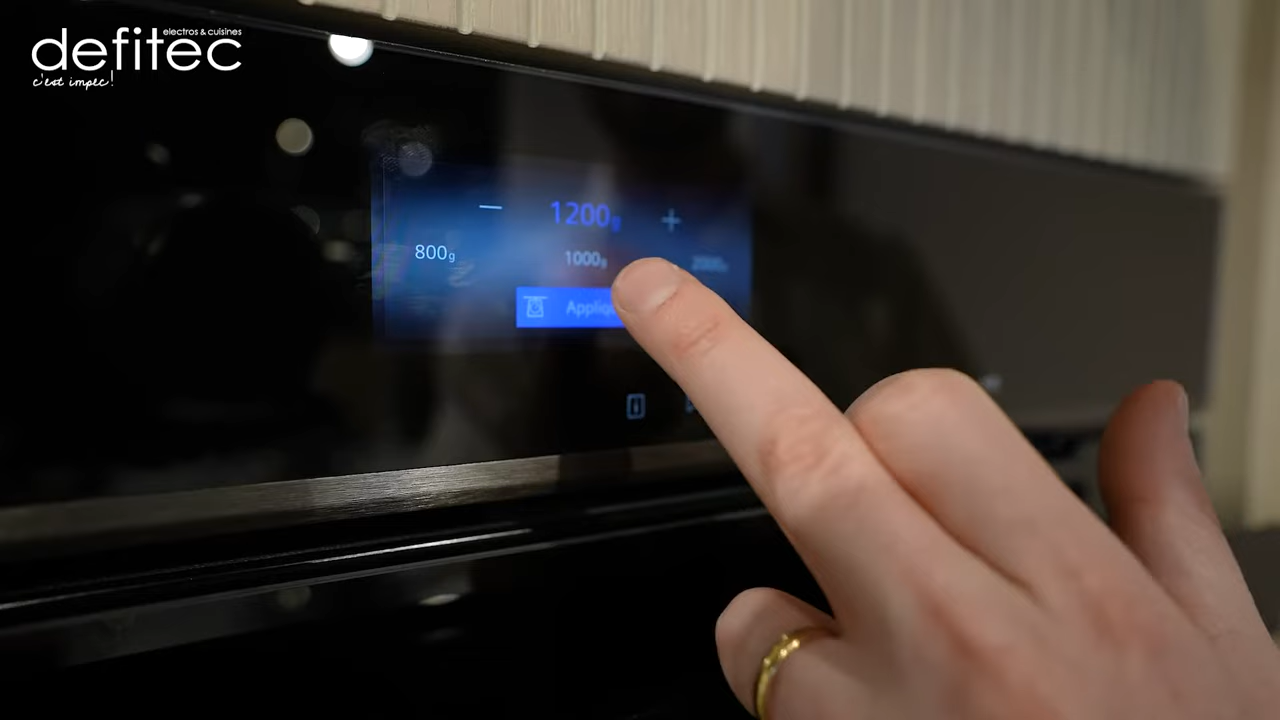 electros & cuisines
defitec
c'est impec!
− 1200g +
800g 1000g